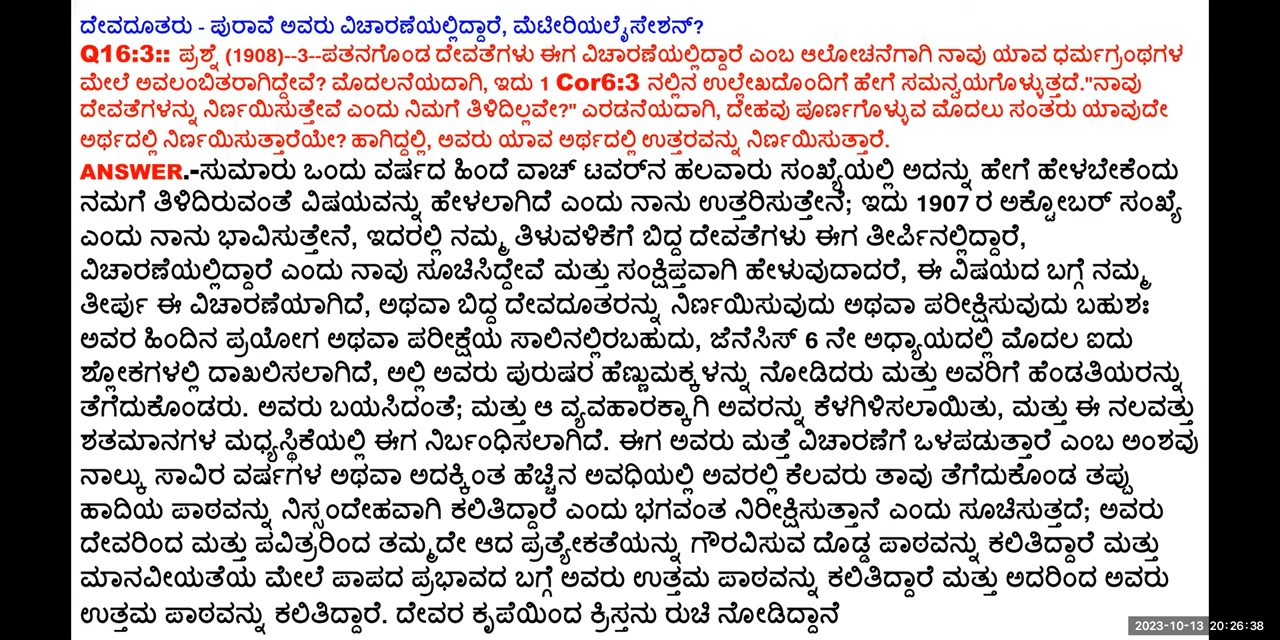 ದೇವದೂತರು - ಪುರಾವೆ ಅವರು ವಿಚಾರಣೆಯಲ್ಲಿದ್ದಾರೆ, ಮೆಟೀರಿಯಲೈಸೇಶನ್?
Q16:3:: ಪ್ರಶ್ನೆ (1908)--3--ಪತನಗೊಂಡ ದೇವತೆಗಳು ಈಗ ವಿಚಾರಣೆಯಲ್ಲಿದ್ದಾರೆ ಎಂಬ ಆಲೋಚನೆಗಾಗಿ ನಾವು ಯಾವ ಧರ್ಮಗ್ರಂಥಗಳ
ಮೇಲೆ ಅವಲಂಬಿತರಾಗಿದ್ದೇವೆ? ಮೊದಲನೆಯದಾಗಿ, ಇದು 1 Cor6:3 ನಲ್ಲಿನ ಉಲ್ಲೇಖದೊಂದಿಗೆ ಹೇಗೆ ಸಮನ್ವಯಗೊಳ್ಳುತ್ತದೆ."ನಾವು
ದೇವತೆಗಳನ್ನು ನಿರ್ಣಯಿಸುತ್ತೇವೆ ಎಂದು ನಿಮಗೆ ತಿಳಿದಿಲ್ಲವೇ?" ಎರಡನೆಯದಾಗಿ, ದೇಹವು ಪೂರ್ಣಗೊಳ್ಳುವ ಮೊದಲು ಸಂತರು ಯಾವುದೇ
ಅರ್ಥದಲ್ಲಿ ನಿರ್ಣಯಿಸುತ್ತಾರೆಯೇ? ಹಾಗಿದ್ದಲ್ಲಿ, ಅವರು ಯಾವ ಅರ್ಥದಲ್ಲಿ ಉತ್ತರವನ್ನು ನಿರ್ಣಯಿಸುತ್ತಾರೆ.
ANSWER.-ಸುಮಾರು ಒಂದು ವರ್ಷದ ಹಿಂದೆ ವಾಚ್ ಟವರ್‌ನ ಹಲವಾರು ಸಂಖ್ಯೆಯಲ್ಲಿ ಅದನ್ನು ಹೇಗೆ ಹೇಳಬೇಕೆಂದು
ನಮಗೆ ತಿಳಿದಿರುವಂತೆ ವಿಷಯವನ್ನು ಹೇಳಲಾಗಿದೆ ಎಂದು ನಾನು ಉತ್ತರಿಸುತ್ತೇನೆ; ಇದು 1907 ರ ಅಕ್ಟೋಬರ್ ಸಂಖ್ಯೆ
ಎಂದು ನಾನು ಭಾವಿಸುತ್ತೇನೆ, ಇದರಲ್ಲಿ ನಮ್ಮ ತಿಳುವಳಿಕೆಗೆ ಬಿದ್ದ ದೇವತೆಗಳು ಈಗ ತೀರ್ಪಿನಲ್ಲಿದ್ದಾರೆ,
ವಿಚಾರಣೆಯಲ್ಲಿದ್ದಾರೆ ಎಂದು ನಾವು ಸೂಚಿಸಿದ್ದೇವೆ ಮತ್ತು ಸಂಕ್ಷಿಪ್ತವಾಗಿ ಹೇಳುವುದಾದರೆ, ಈ ವಿಷಯದ ಬಗ್ಗೆ ನಮ್ಮ
ತೀರ್ಪು ಈ ವಿಚಾರಣೆಯಾಗಿದೆ, ಅಥವಾ ಬಿದ್ದ ದೇವದೂತರನ್ನು ನಿರ್ಣಯಿಸುವುದು ಅಥವಾ ಪರೀಕ್ಷಿಸುವುದು ಬಹುಶಃ
ಅವರ ಹಿಂದಿನ ಪ್ರಯೋಗ ಅಥವಾ ಪರೀಕ್ಷೆಯ ಸಾಲಿನಲ್ಲಿರಬಹುದು, ಜೆನೆಸಿಸ್ 6 ನೇ ಅಧ್ಯಾಯದಲ್ಲಿ ಮೊದಲ ಐದು
ಶ್ಲೋಕಗಳಲ್ಲಿ ದಾಖಲಿಸಲಾಗಿದೆ, ಅಲ್ಲಿ ಅವರು ಪುರುಷರ ಹೆಣ್ಣುಮಕ್ಕಳನ್ನು ನೋಡಿದರು ಮತ್ತು ಅವರಿಗೆ ಹೆಂಡತಿಯರನ್ನು
ತೆಗೆದುಕೊಂಡರು. ಅವರು ಬಯಸಿದಂತೆ; ಮತ್ತು ಆ ವ್ಯವಹಾರಕ್ಕಾಗಿ ಅವರನ್ನು ಕೆಳಗಿಳಿಸಲಾಯಿತು, ಮತ್ತು ಈ ನಲವತ್ತು
ಶತಮಾನಗಳ ಮಧ್ಯಸ್ಥಿಕೆಯಲ್ಲಿ ಈಗ ನಿರ್ಬಂಧಿಸಲಾಗಿದೆ. ಈಗ ಅವರು ಮತ್ತೆ ವಿಚಾರಣೆಗೆ ಒಳಪಡುತ್ತಾರೆ ಎಂಬ ಅಂಶವು
ನಾಲ್ಕು ಸಾವಿರ ವರ್ಷಗಳ ಅಥವಾ ಅದಕ್ಕಿಂತ ಹೆಚ್ಚಿನ ಅವಧಿಯಲ್ಲಿ ಅವರಲ್ಲಿ ಕೆಲವರು ತಾವು ತೆಗೆದುಕೊಂಡ ತಪ್ಪು
ಹಾದಿಯ ಪಾಠವನ್ನು ನಿಸ್ಸಂದೇಹವಾಗಿ ಕಲಿತಿದ್ದಾರೆ ಎಂದು ಭಗವಂತ ನಿರೀಕ್ಷಿಸುತ್ತಾನೆ ಎಂದು ಸೂಚಿಸುತ್ತದೆ; ಅವರು
ದೇವರಿಂದ ಮತ್ತು ಪವಿತ್ರರಿಂದ ತಮ್ಮದೇ ಆದ ಪ್ರತ್ಯೇಕತೆಯನ್ನು ಗೌರವಿಸುವ ದೊಡ್ಡ ಪಾಠವನ್ನು ಕಲಿತಿದ್ದಾರೆ ಮತ್ತು
ಮಾನವೀಯತೆಯ ಮೇಲೆ ಪಾಪದ ಪ್ರಭಾವದ ಬಗ್ಗೆ ಅವರು ಉತ್ತಮ ಪಾಠವನ್ನು ಕಲಿತಿದ್ದಾರೆ ಮತ್ತು ಅದರಿಂದ ಅವರು
ಉತ್ತಮ ಪಾಠವನ್ನು ಕಲಿತಿದ್ದಾರೆ. ದೇವರ ಕೃಪೆಯಿಂದ ಕ್ರಿಸ್ತನು ರುಚಿ ನೋಡಿದ್ದಾನೆ
2023-10-13 20:26:38